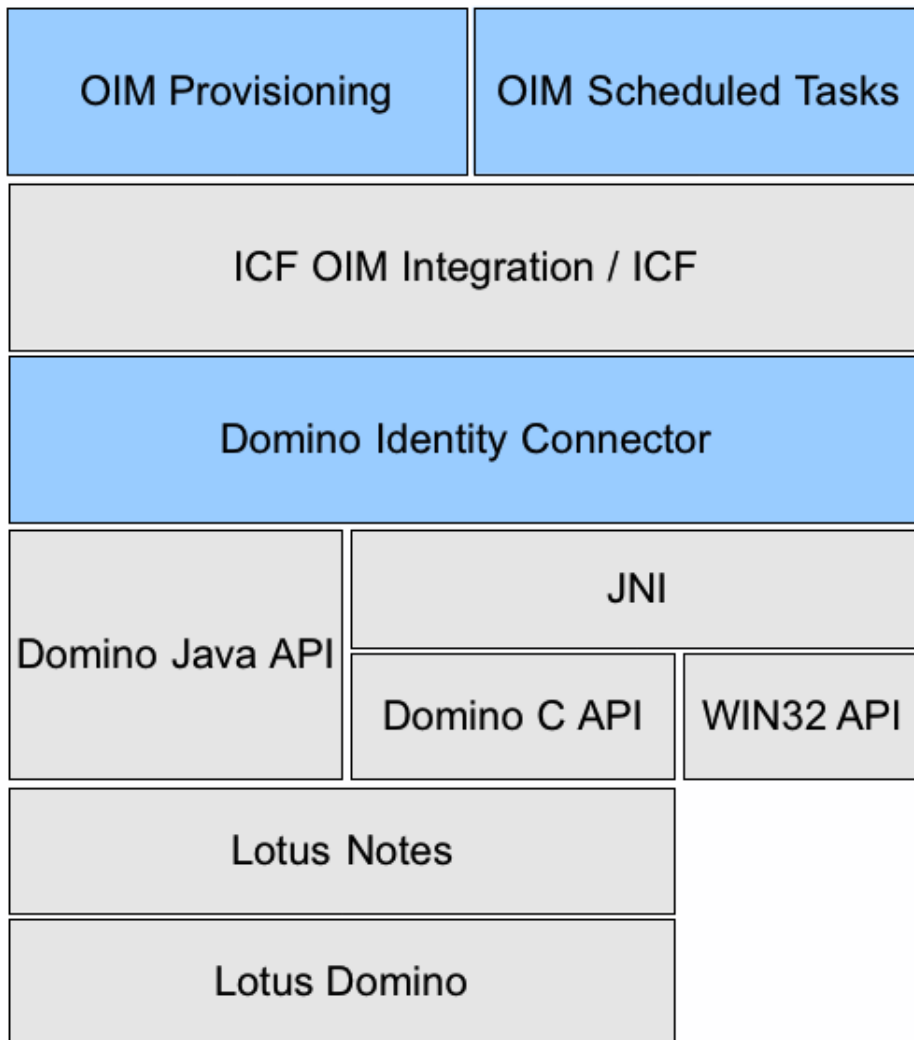 OIM Provisioning
OIM Scheduled Tasks
ICF OIM Integration / ICF
Domino Identity Connector
Domino Java API
JNI
Domino C API
WIN32 API
Lotus Notes
Lotus Domino